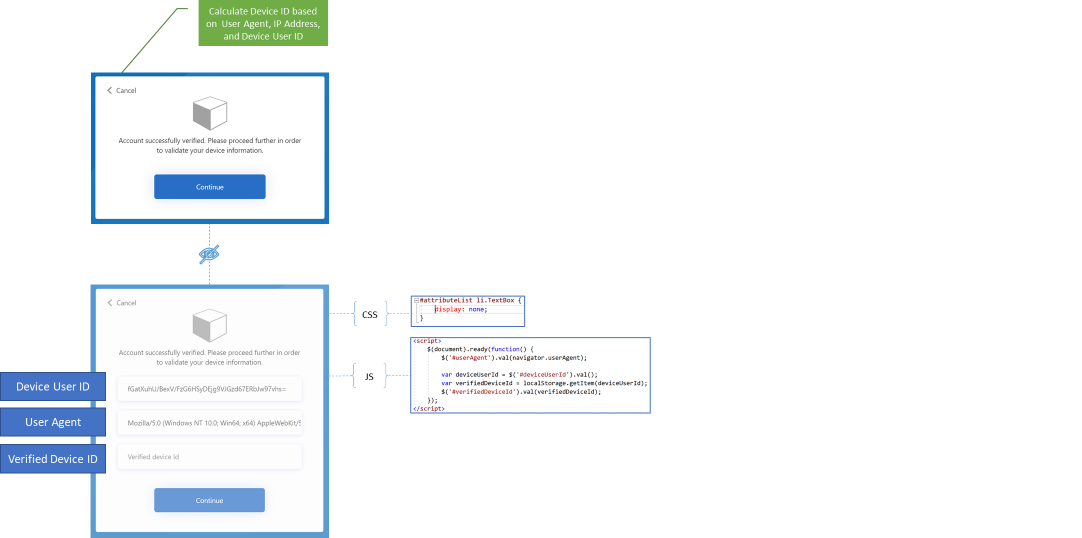 Calculate Device ID based
on User Agent, IP Address,
and Device User ID
Cancel
Account successfully verified. Please proceed further in order
to validate your device information.
Continue
Cancel
Account successfully verified. Please proceed further in order
to validate your device information.
Device User ID
fGatXuhU/BexV/FzG6HSyDEjg9VJGzd67ERbJw97vhs=
User Agent
Mozilla/5.0 (Windows NT 10.0; Win64; x64) AppleWebKit/5
Verified Device ID
Verified device Id
Continue
CSS
#attributeList li.TextBox {
display: none;
}
JS
<script>
$(document).ready(function() {
$('#userAgent').val(navigator.userAgent);
var deviceUserId = $('#deviceUserId').val();
var verifiedDeviceId = localStorage.getItem(deviceUserId);
$('#verifiedDeviceId').val(verifiedDeviceId);
});
</script>